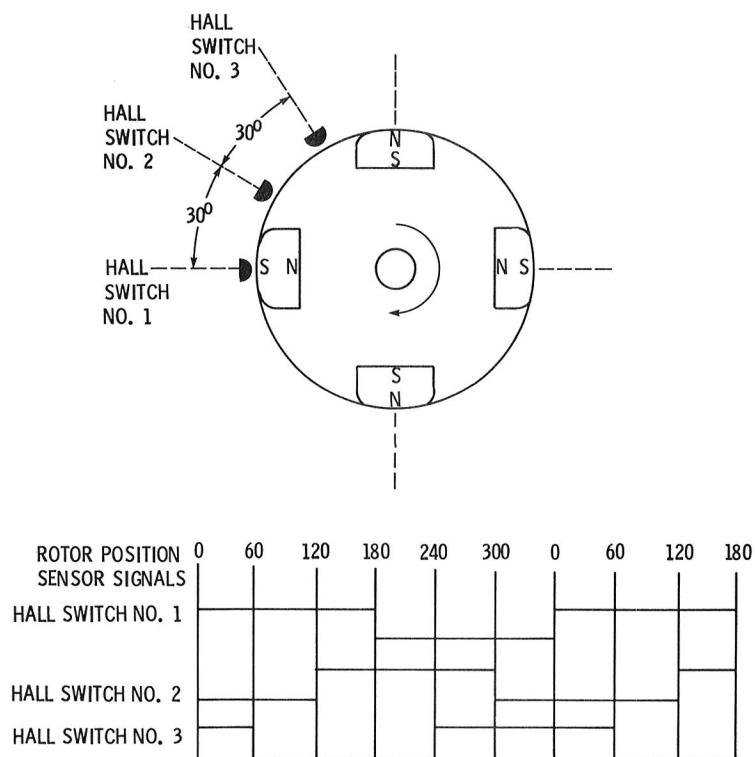 HALL
SWITCH
NO. 3
HALL
SWITCH
NO. 2
30⁰
30⁰
HALL
SWITCH
NO. 1
N
S
S N
N S
S
N
ROTOR POSITION 0 60 120 180 240 300 0 60 120 180
SENSOR SIGNALS
HALL SWITCH NO. 1
HALL SWITCH NO. 2
HALL SWITCH NO. 3